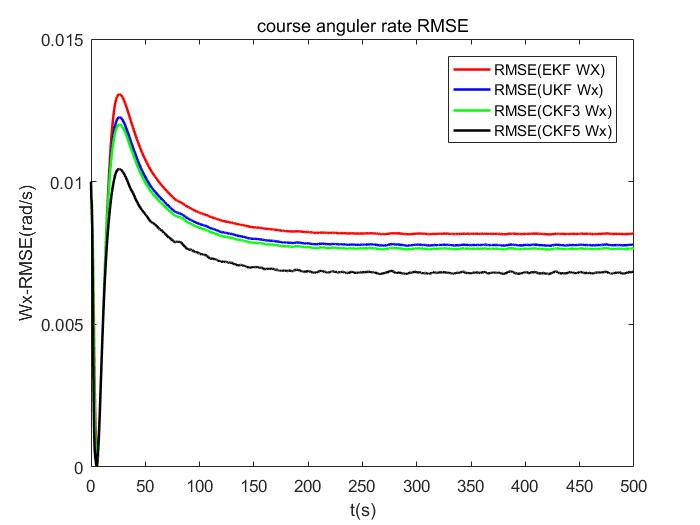 course anguler rate RMSE
RMSE(EKF WX)
RMSE(UKF Wx)
RMSE(CKF3 Wx)
RMSE(CKF5 Wx)
Wx-RMSE(rad/s)
0.015
0.01
0.005
0
0 50 100 150 200 250 300 350 400 450 500
t(s)